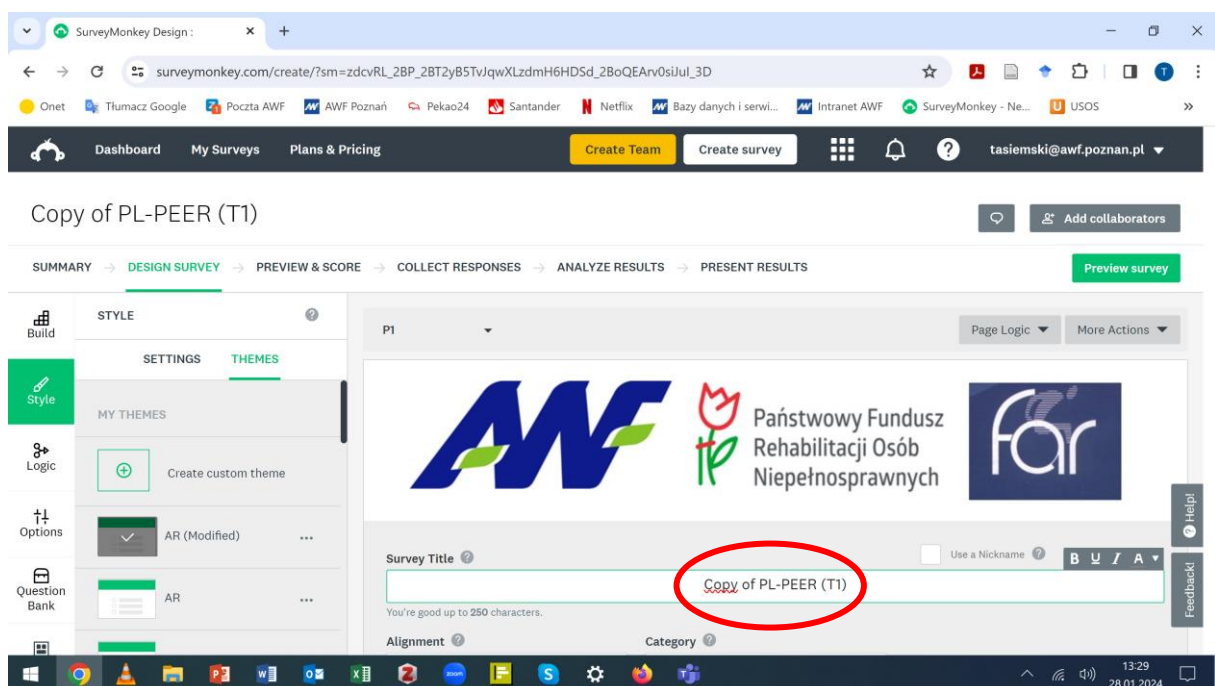 SurveyMonkey Design :
surveymonkey.com/create/?sm=zdcvRL_2BP_2BT2yB5TvJqwXLzdmH6HDSd_2BoQEArv0siJul_3D
T
Onet Tłumacz Google Poczta AWF AWF Poznań Pekao24 Santander Netflix Bazy danych i serwi... Intranet AWF SurveyMonkey - Ne... USOS »
Dashboard My Surveys Plans & Pricing Create Team Create survey tasiemski@awf.poznan.pl
Copy of PL-PEER (T1) Add collaborators
SUMMARY → DESIGN SURVEY → PREVIEW & SCORE → COLLECT RESPONSES → ANALYZE RESULTS → PRESENT RESULTS Preview survey
Build
STYLE
P1 Page Logic More Actions
SETTINGS THEMES
Style
MY THEMES
AWF
Państwowy Fundusz
Rehabilitacji Osób
Niepełnosprawnych
far
Logic
Create custom theme
Options
AR (Modified) ...
Help!
Survey Title Use a Nickname B U I A
Copy of PL-PEER (T1)
Question
Bank
AR ...
You're good up to 250 characters.
Feedback!
Alignment Category
13:29
28.01.2024